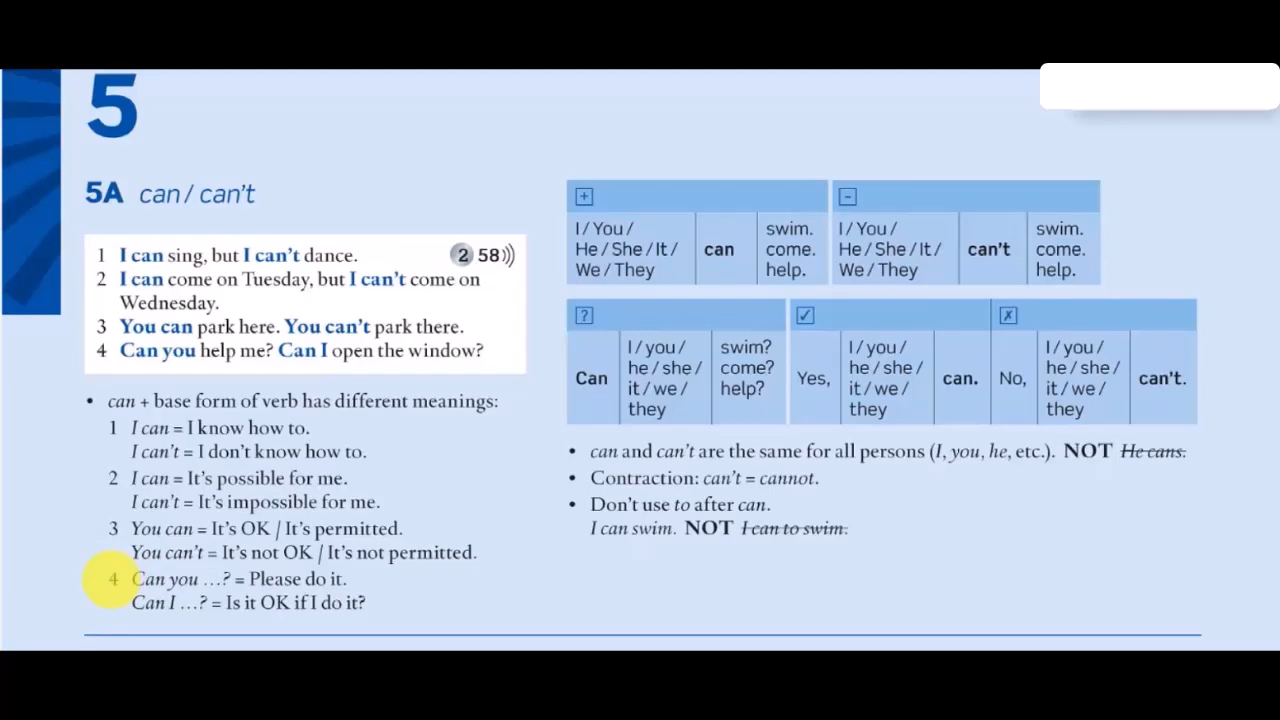 5
5A can / can't
1 I can sing, but I can't dance. 2 58
2 I can come on Tuesday, but I can't come on
Wednesday.
3 You can park here. You can't park there.
4 Can you help me? Can I open the window?
• can + base form of verb has different meanings:
1 I can = I know how to.
I can't = I don't know how to.
2 I can = It's possible for me.
I can't = It's impossible for me.
3 You can = It's OK / It's permitted.
You can't = It's not OK / It's not permitted.
4 Can you …? = Please do it.
Can I …? = Is it OK if I do it?
+ -
I / You / swim. I / You / swim.
He / She / It / can come. He / She / It / can't come.
We / They help. We / They help.
? ✓ ✗
I / you / swim? I / you / I / you /
he / she / come? he / she / he / she /
Can it / we / help? Yes, it / we / can. No, it / we / can't.
they they they
• can and can't are the same for all persons (I, you, he, etc.). NOT He cans.
• Contraction: can't = cannot.
• Don't use to after can.
I can swim. NOT I can to swim.